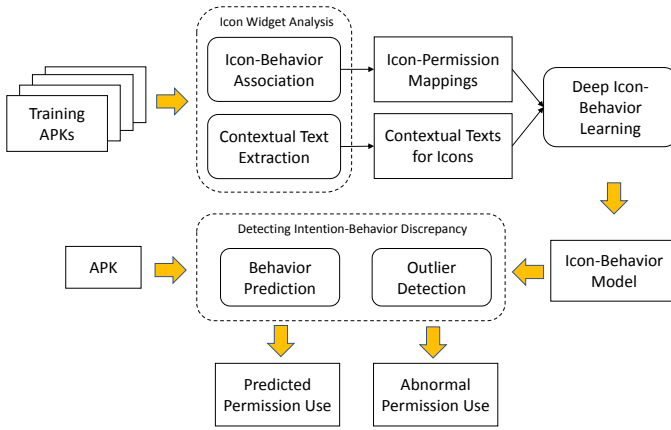 Icon Widget Analysis
Training
APKs
Icon-Behavior
Association
Icon-Permission
Mappings
Deep Icon-
Behavior
Learning
Contextual Text
Extraction
Contextual Texts
for Icons
Detecting Intention-Behavior Discrepancy
APK
Behavior
Prediction
Outlier
Detection
Icon-Behavior
Model
Predicted
Permission Use
Abnormal
Permission Use